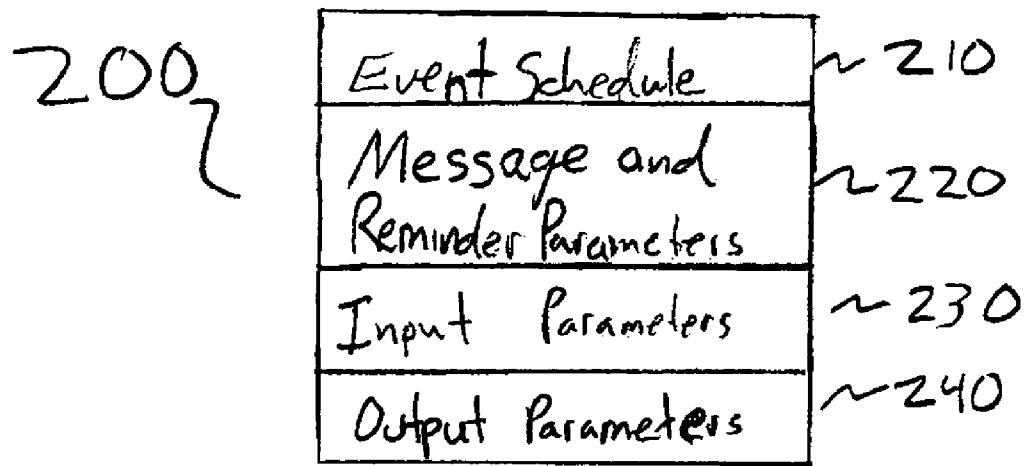 200
Event Schedule ~ 210
Message and
Reminder Parameters ~ 220
Input Parameters ~ 230
Output Parameters ~ 240